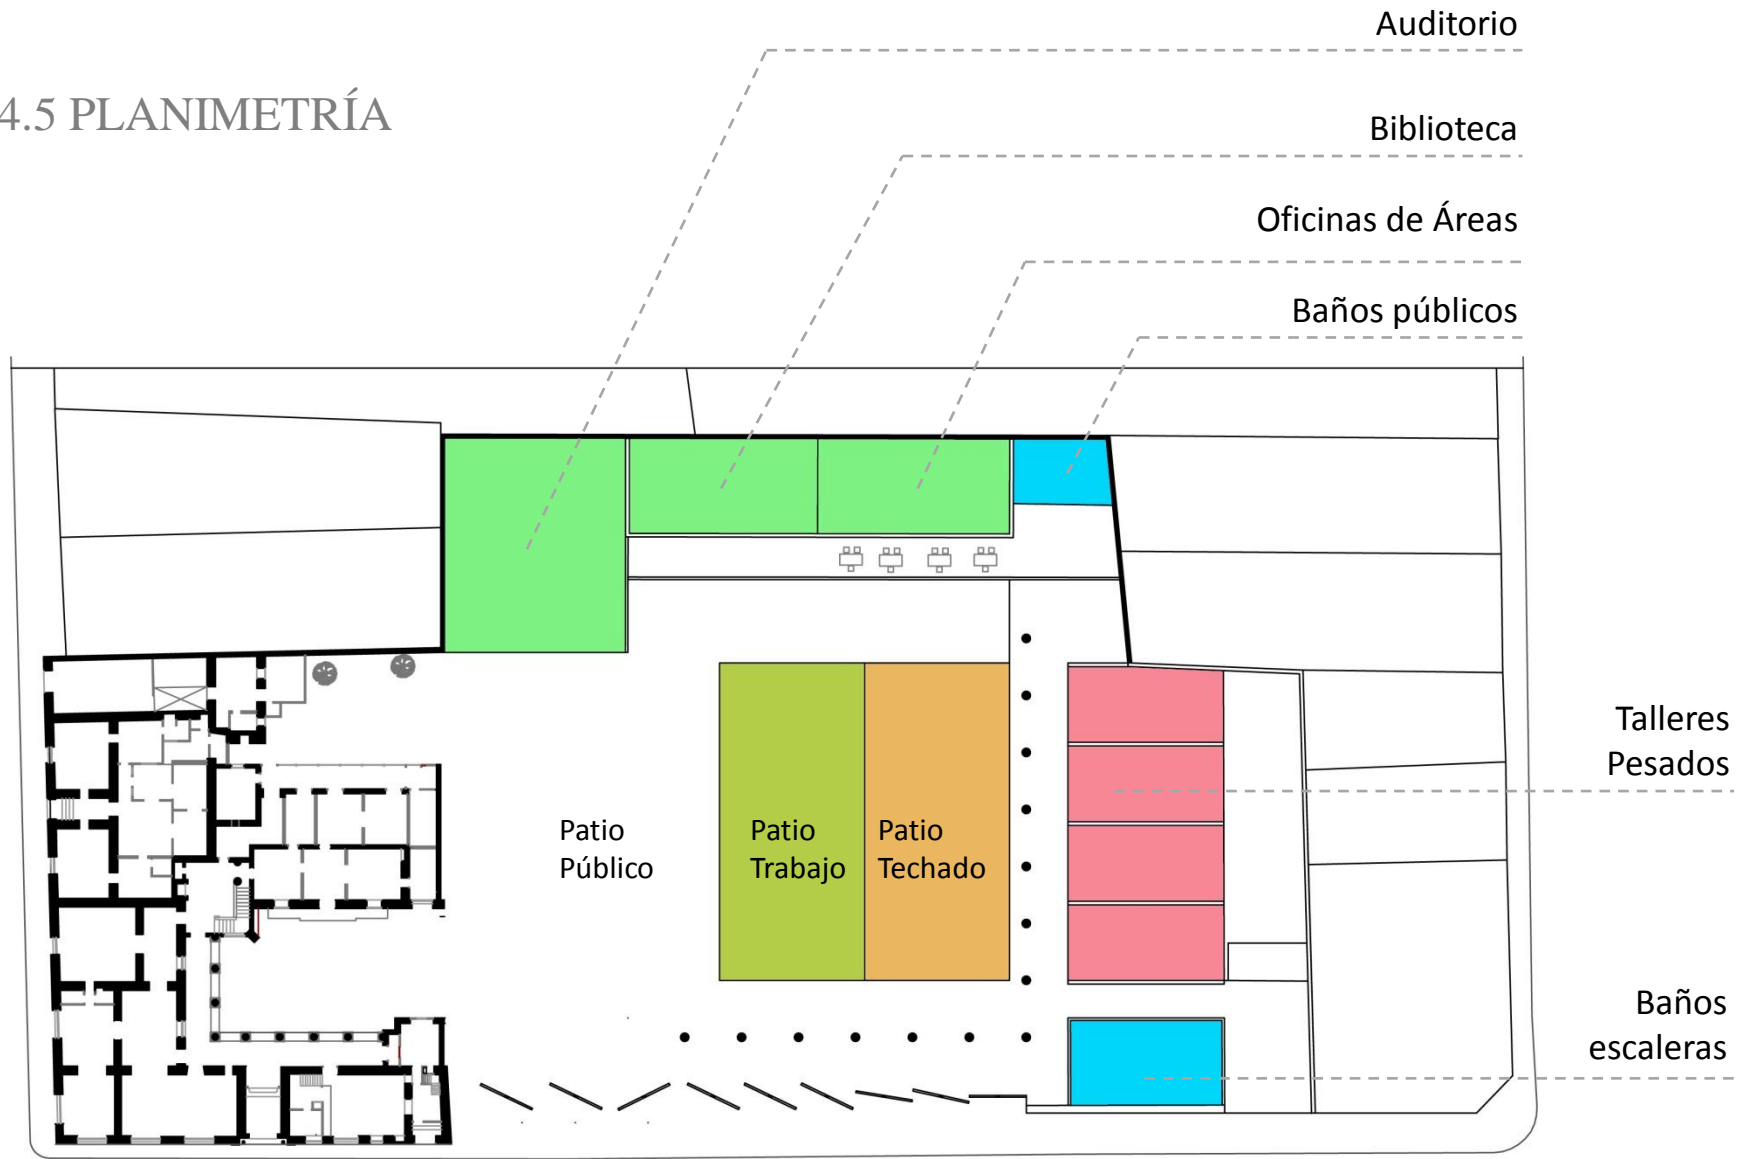 Auditorio
4.5 PLANIMETRÍA
Biblioteca
Oficinas de Áreas
Baños públicos
Talleres
Pesados
Patio
Público
Patio
Trabajo
Patio
Techado
Baños
escaleras